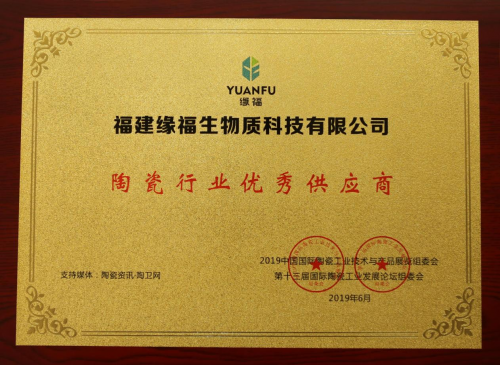 YUANFU
缘福
福建缘福生物质科技有限公司
陶瓷行业优秀供应商
2019中国国际陶瓷工业技术与产品展览组委会
支持媒体：陶瓷资讯·陶卫网
第十三届国际陶瓷工业发展论坛组委会
2019年6月